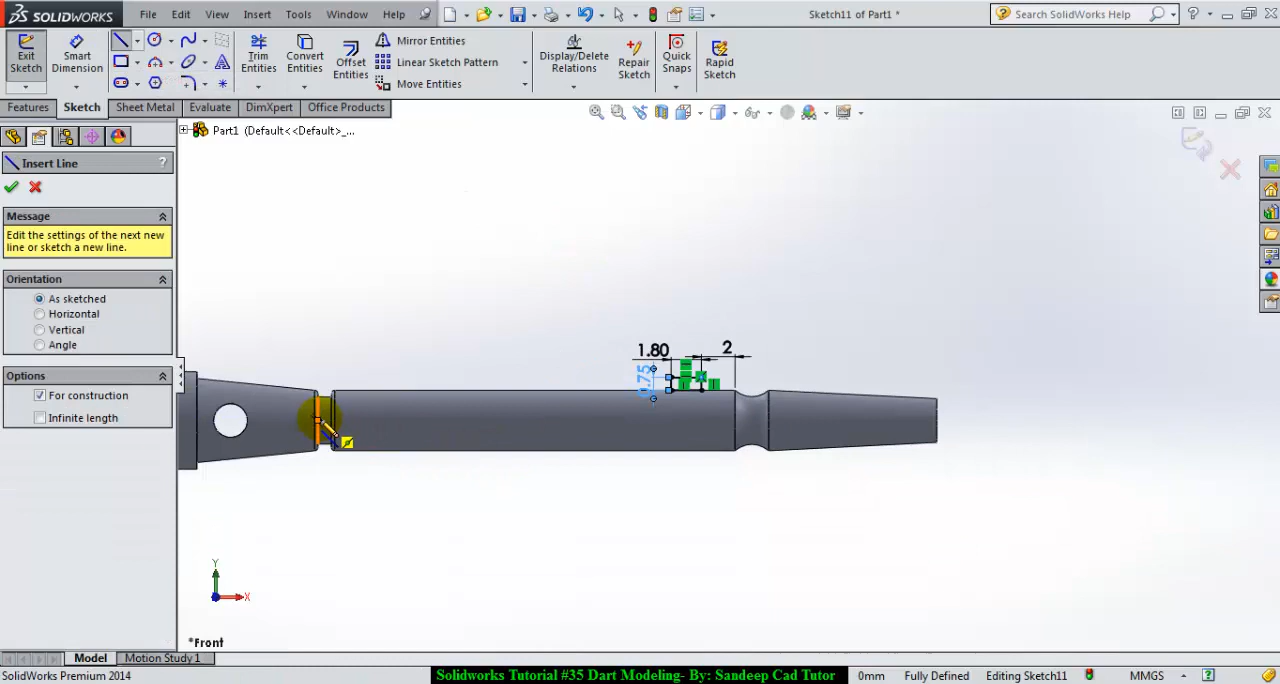 SOLIDWORKS File Edit View Insert Tools Window Help Sketch11 of Part1 * Search SolidWorks Help
Exit Sketch
Smart Dimension
Trim Entities
Convert Entities
Offset Entities
Mirror Entities
Linear Sketch Pattern
Move Entities
Display/Delete Relations
Repair Sketch
Quick Snaps
Rapid Sketch
Features Sketch Sheet Metal Evaluate DimXpert Office Products
Part1 (Default<<Default>_...
Insert Line ?
Message
Edit the settings of the next new
line or sketch a new line.
Orientation
As sketched
Horizontal
Vertical
Angle
Options
For construction
Infinite length
1.80 2
0.75
Y
X
*Front
Model Motion Study 1
SolidWorks Premium 2014 Solidworks Tutorial #35 Dart Modeling- By: Sandeep Cad Tutor 0mm Fully Defined Editing Sketch11 MMGS ?